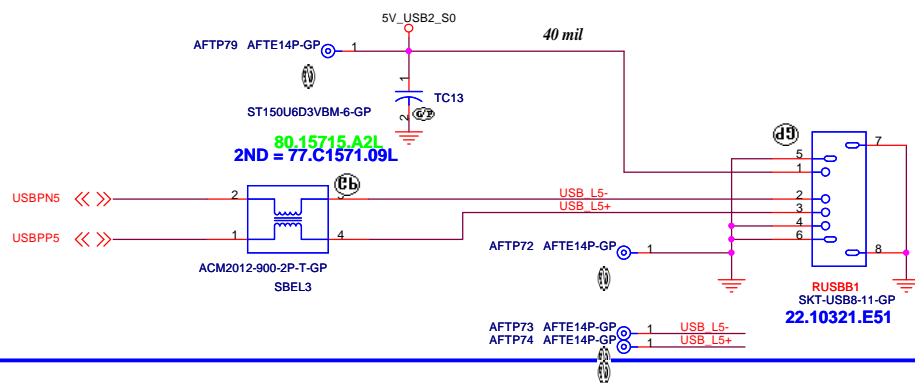 5V_USB2_S0
AFTP79 AFTE14P-GP 1
40 mil
1
TC13
2
ST150U6D3VBM-6-GP
80.15715.A2L
2ND = 77.C1571.09L
7
5
1
USBPN5 2 USB_L5- 2
USB_L5+ 3
4
USBPP5 1 4 6
AFTP72 AFTE14P-GP 1 8
ACM2012-900-2P-T-GP
SBEL3
RUSBB1
SKT-USB8-11-GP
22.10321.E51
AFTP73 AFTE14P-GP 1 USB_L5-
AFTP74 AFTE14P-GP 1 USB_L5+